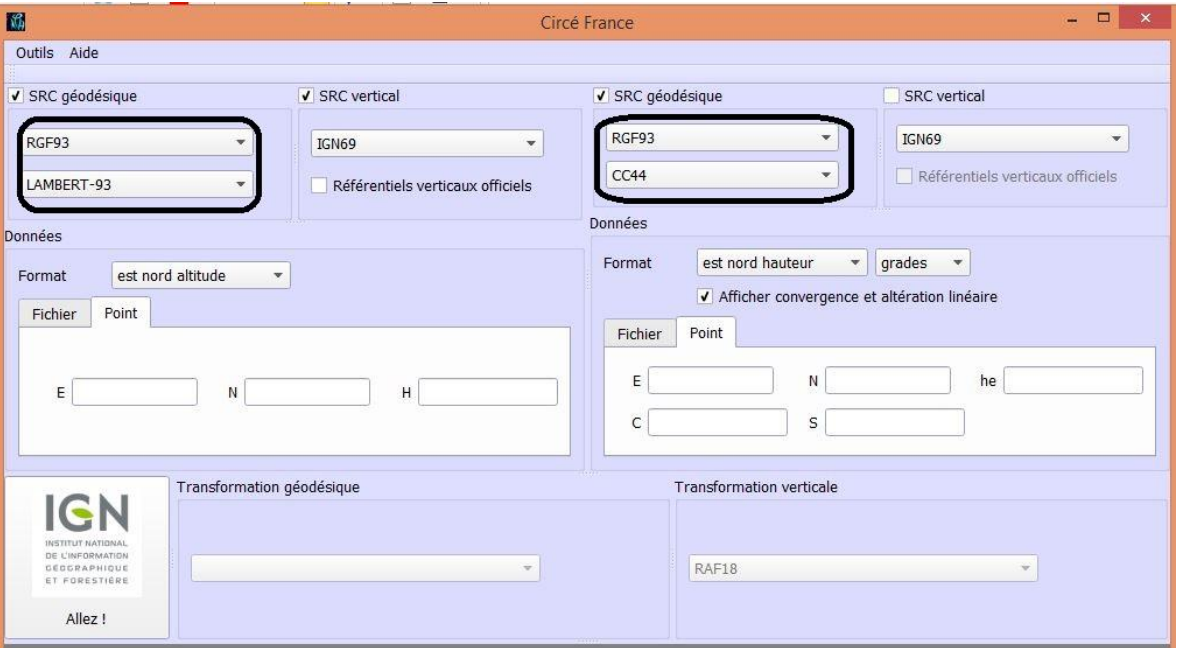 Circé France
Outils Aide
SRC géodésique
SRC vertical
RGF93
LAMBERT-93
IGN69
Référentiels verticaux officiels
SRC géodésique
SRC vertical
RGF93
CC44
IGN69
Référentiels verticaux officiels
Données
Format est nord altitude
Fichier Point
E N H
Données
Format est nord hauteur grades
Afficher convergence et altération linéaire
Fichier Point
E N he
C S
IGN
INSTITUT NATIONAL
DE L'INFORMATION
GÉOGRAPHIQUE
ET FORESTIÈRE
Allez !
Transformation géodésique
Transformation verticale
RAF18